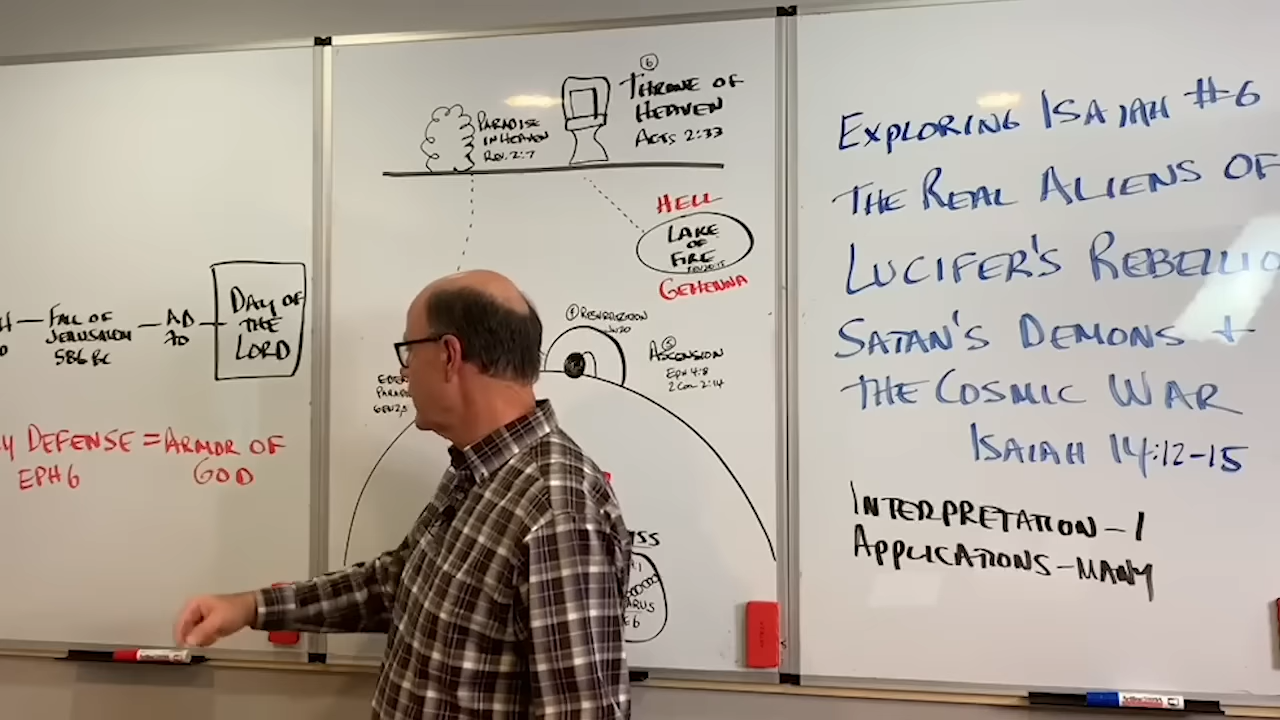 FALL OF
JERUSALEM
586 BC
AD
70
DAY OF
THE
LORD
DEFENSE = ARMOR OF
GOD
EPH 6
PARADISE
IN HEAVEN
REV. 2:7
6
THRONE OF
HEAVEN
ACTS 2:33
HELL
LAKE
OF
FIRE
GEHENNA
RESURRECTION
5
ASCENSION
EPH 4:8
2 COR 2:14
EXPLORING ISAIAH #6
THE REAL ALIENS OF
LUCIFER'S REBELLIO
SATAN'S DEMONS +
THE COSMIC WAR
ISAIAH 14:12-15
INTERPRETATION - 1
APPLICATIONS - MANY